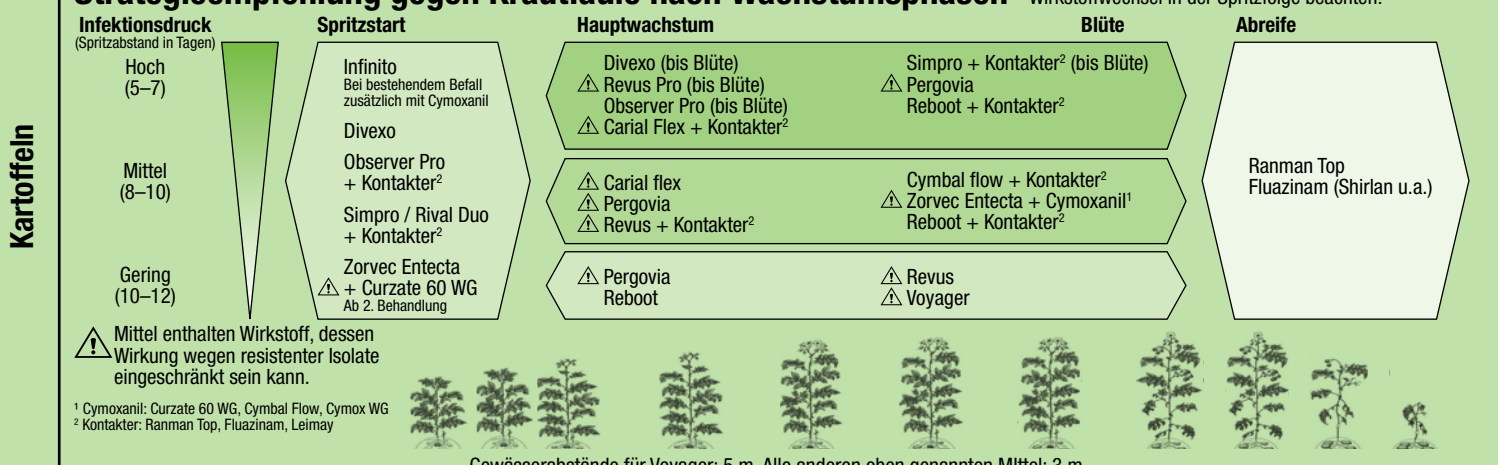 Strategieempfehlung gegen Krautfäule nach Wachstumsphasen Wirkstoffwechsel in der Spritzfolge beachten.
Infektionsdruck
(Spritzabstand in Tagen)
Spritzstart
Hauptwachstum
Blüte
Abreife
Kartoffeln
Hoch
(5–7)
Mittel
(8–10)
Gering
(10–12)
Infinito
Bei bestehendem Befall
zusätzlich mit Cymoxanil
Divexo
Observer Pro
+ Kontakter²
Simpro / Rival Duo
+ Kontakter²
Zorvec Entecta
⚠ + Curzate 60 WG
Ab 2. Behandlung
Divexo (bis Blüte)
⚠ Revus Pro (bis Blüte)
Observer Pro (bis Blüte)
⚠ Carial Flex + Kontakter²
Simpro + Kontakter² (bis Blüte)
⚠ Pergovia
Reboot + Kontakter²
⚠ Carial flex
⚠ Pergovia
⚠ Revus + Kontakter²
Cymbal flow + Kontakter²
⚠ Zorvec Entecta + Cymoxanil¹
Reboot + Kontakter²
⚠ Pergovia
Reboot
⚠ Revus
⚠ Voyager
Ranman Top
Fluazinam (Shirlan u.a.)
⚠ Mittel enthalten Wirkstoff, dessen
Wirkung wegen resistenter Isolate
eingeschränkt sein kann.
¹ Cymoxanil: Curzate 60 WG, Cymbal Flow, Cymox WG
² Kontakter: Ranman Top, Fluazinam, Leimay
Gewässerabstände für Voyager: 5 m. Alle anderen oben genannten MIttel: 3 m